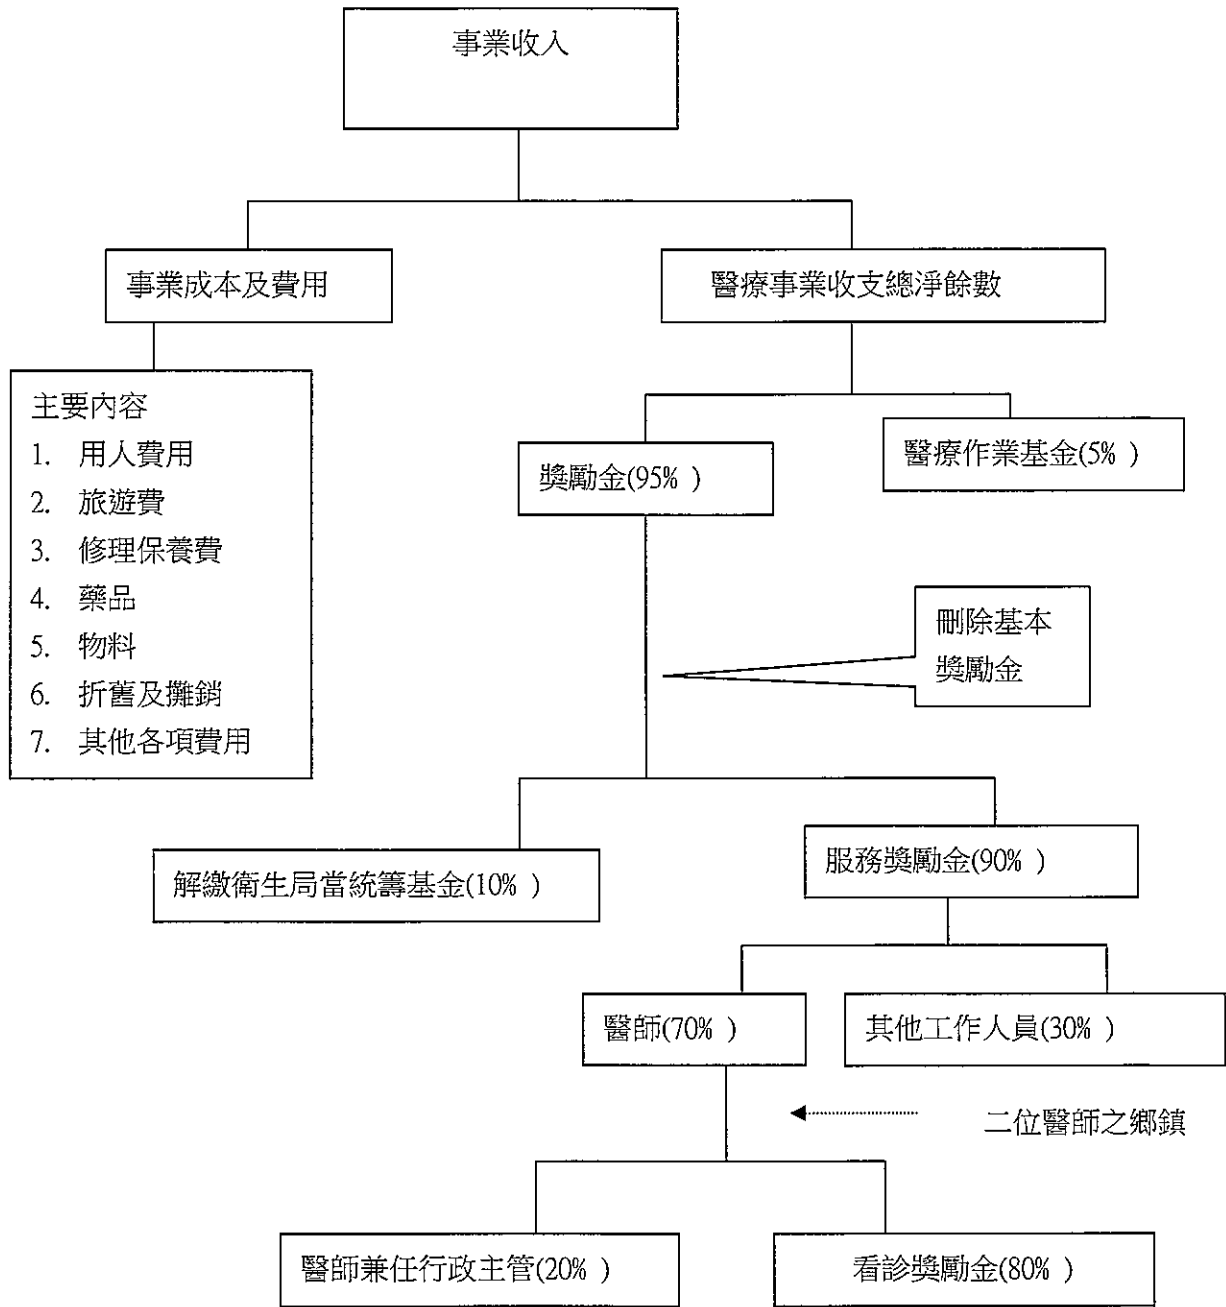 事業收入
事業成本及費用
醫療事業收支總淨餘數
主要內容
1. 用人費用
2. 旅遊費
3. 修理保養費
4. 藥品
5. 物料
6. 折舊及攤銷
7. 其他各項費用
獎勵金(95% )
醫療作業基金(5% )
刪除基本
獎勵金
解繳衛生局當統籌基金(10% )
服務獎勵金(90% )
醫師(70% )
其他工作人員(30% )
二位醫師之鄉鎮
醫師兼任行政主管(20% )
看診獎勵金(80% )